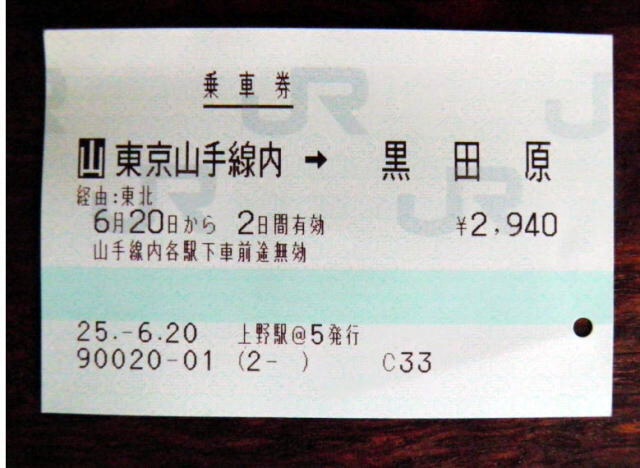 乗車券
山 東京山手線内 → 黒田原
経由:東北
6月20日から 2日間有効 ¥2,940
山手線内各駅下車前途無効
25.-6.20 上野駅@5発行
90020-01 (2- ) C33